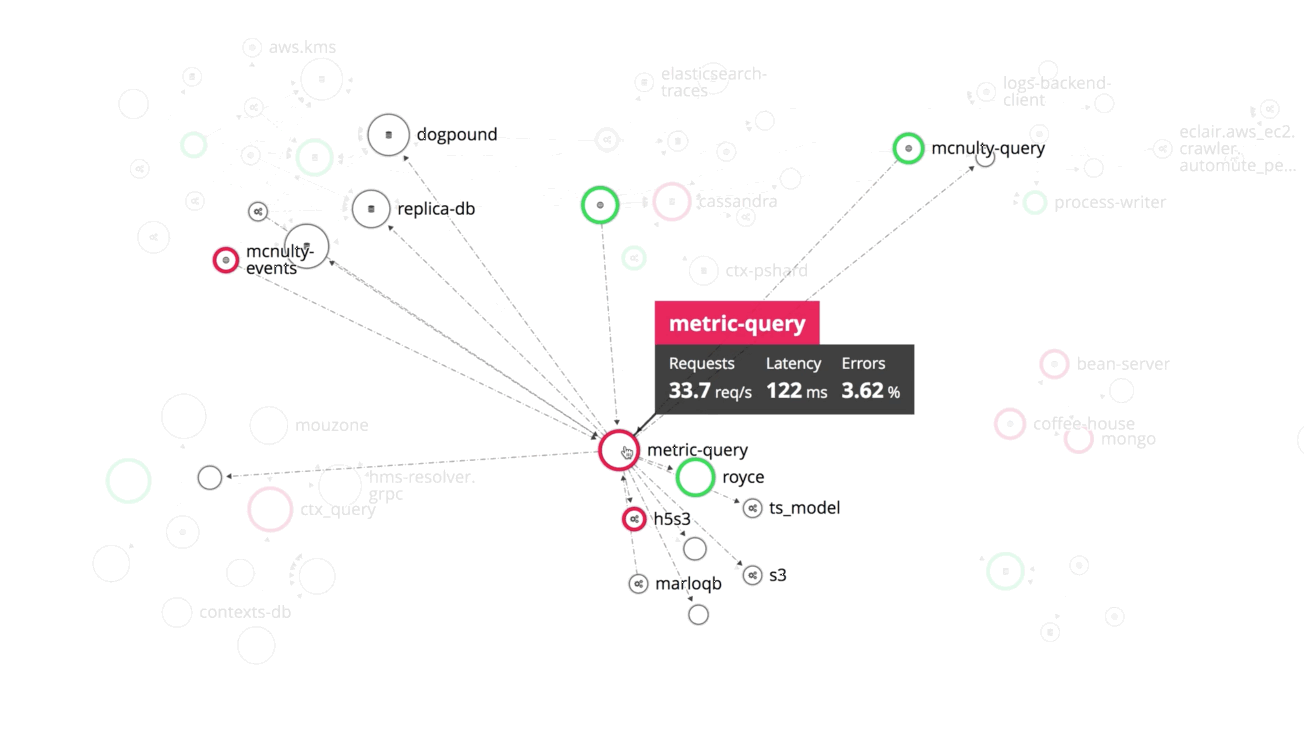 aws.kms
elasticsearch-
traces
logs-backend-
client
dogpound
eclair.aws_ec2.
crawler.
automute_pe...
mcnulty-query
replica-db
cassandra
process-writer
mcnulty-
events
ctx-pshard
metric-query
Requests Latency Errors
33.7 req/s 122 ms 3.62 %
bean-server
mouzone
coffee-house
mongo
metric-query
hms-resolver.
grpc
royce
ctx_query
ts_model
h5s3
s3
marloqb
contexts-db